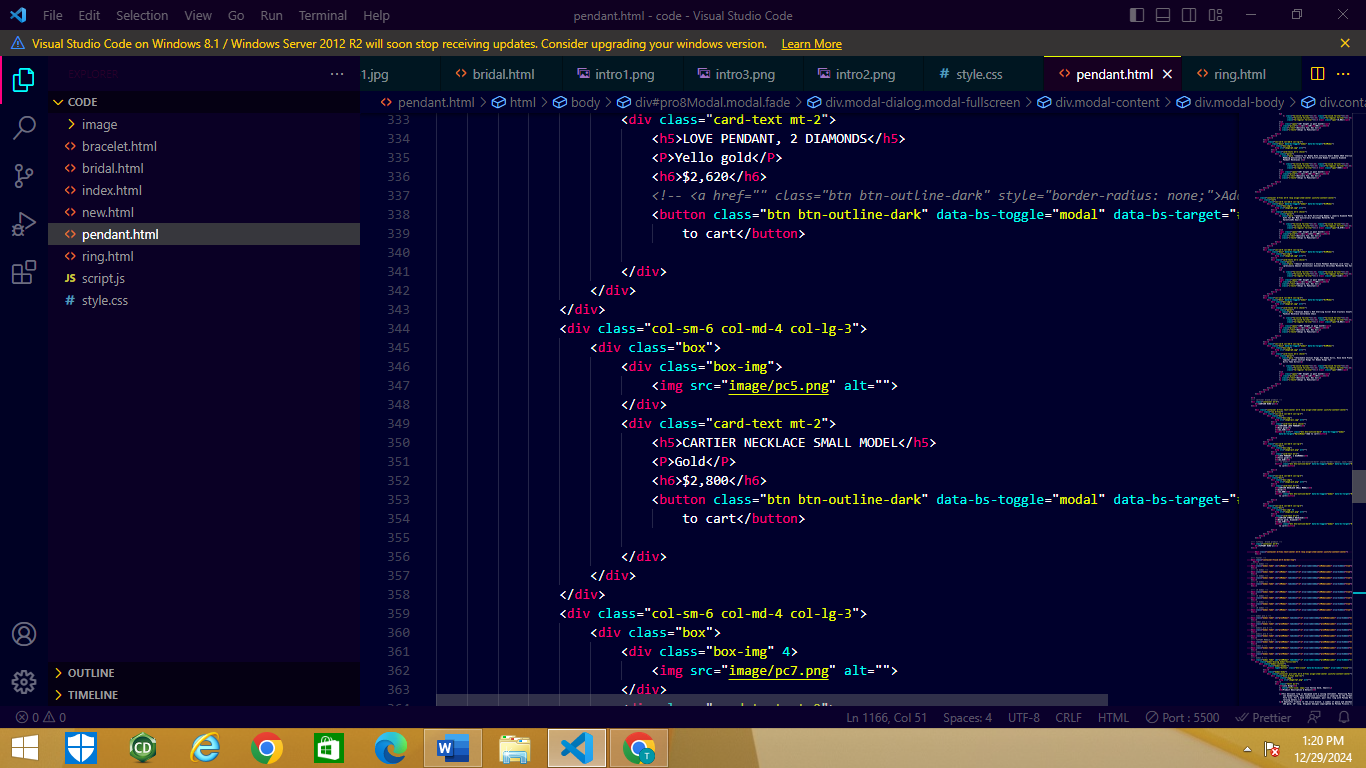 File Edit Selection View Go Run Terminal Help pendant.html - code - Visual Studio Code
Visual Studio Code on Windows 8.1 / Windows Server 2012 R2 will soon stop receiving updates. Consider upgrading your windows version. Learn More
EXPLORER
1.jpg bridal.html intro1.png intro3.png intro2.png style.css pendant.html ring.html
pendant.html > html > body > div#pro8Modal.modal.fade > div.modal-dialog.modal-fullscreen > div.modal-content > div.modal-body > div.conta
CODE
image
bracelet.html
bridal.html
index.html
new.html
pendant.html
ring.html
script.js
style.css
OUTLINE
TIMELINE
333 <div class="card-text mt-2">
334 <h5>LOVE PENDANT, 2 DIAMONDS</h5>
335 <P>Yello gold</P>
336 <h6>$2,620</h6>
337 <!-- <a href="" class="btn btn-outline-dark" style="border-radius: none;">Add
338 <button class="btn btn-outline-dark" data-bs-toggle="modal" data-bs-target="#
339 to cart</button>
340
341 </div>
342 </div>
343 </div>
344 <div class="col-sm-6 col-md-4 col-lg-3">
345 <div class="box">
346 <div class="box-img">
347 <img src="image/pc5.png" alt="">
348 </div>
349 <div class="card-text mt-2">
350 <h5>CARTIER NECKLACE SMALL MODEL</h5>
351 <P>Gold</P>
352 <h6>$2,800</h6>
353 <button class="btn btn-outline-dark" data-bs-toggle="modal" data-bs-target="#
354 to cart</button>
355
356 </div>
357 </div>
358 </div>
359 <div class="col-sm-6 col-md-4 col-lg-3">
360 <div class="box">
361 <div class="box-img" 4>
362 <img src="image/pc7.png" alt="">
363 </div>
364 <div class="card-text mt-2">
0 0 Ln 1166, Col 51 Spaces: 4 UTF-8 CRLF HTML Port : 5500 Prettier
1:20 PM
12/29/2024